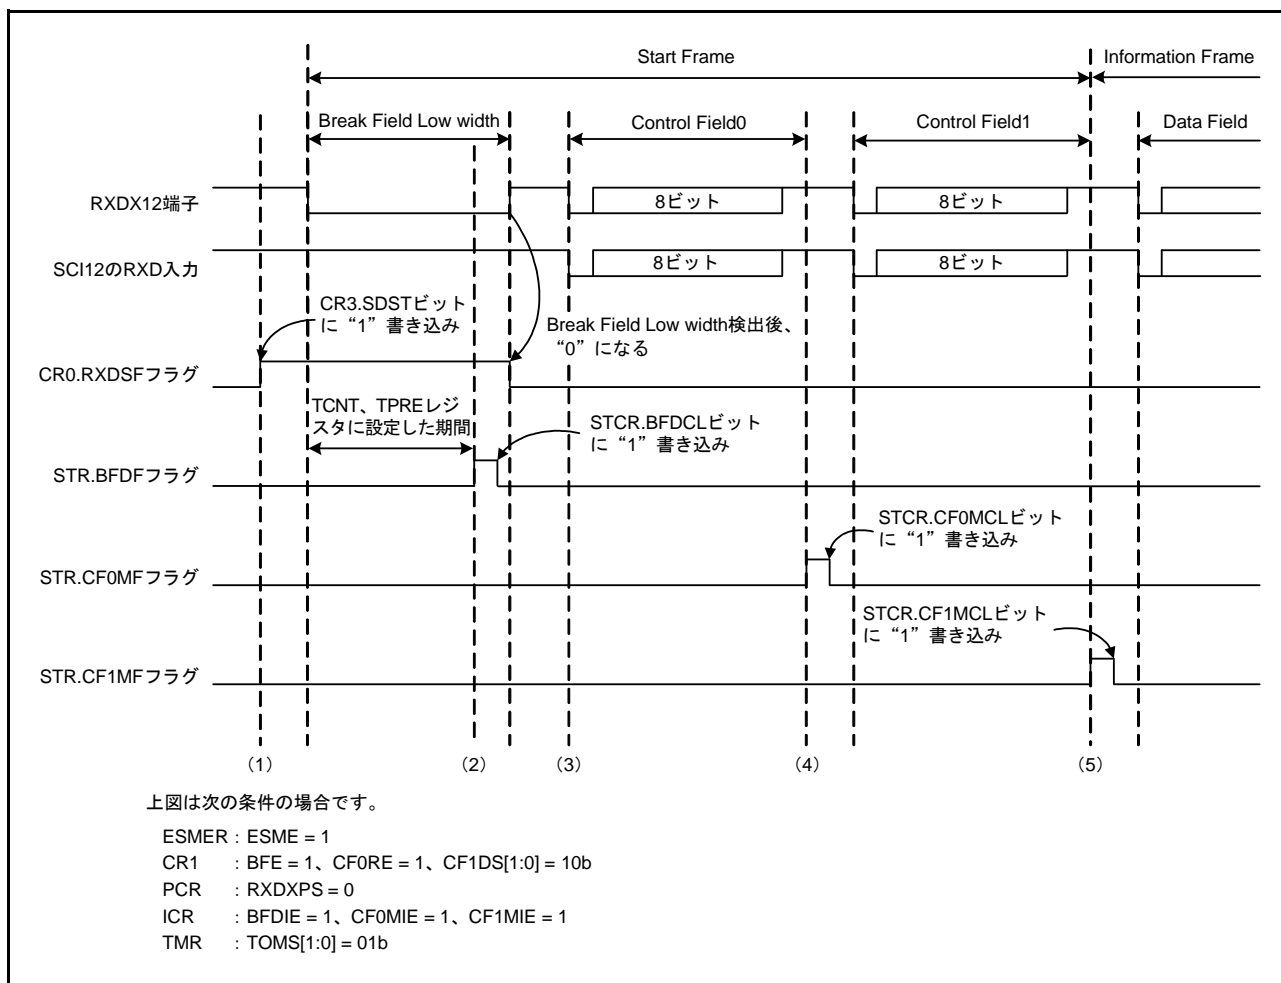 Start Frame
Information Frame
Break Field Low width
Control Field0
Control Field1
Data Field
RXDX12端子
8ビット
8ビット
SCI12のRXD入力
8ビット
8ビット
CR3.SDSTビット
に“1”書き込み
Break Field Low width検出後、
“0”になる
CR0.RXDSFフラグ
TCNT、TPREレジ
スタに設定した期間
STCR.BFDCLビット
に“1”書き込み
STR.BFDFフラグ
STCR.CF0MCLビット
に“1”書き込み
STR.CF0MFフラグ
STCR.CF1MCLビット
に“1”書き込み
STR.CF1MFフラグ
(1)
(2)
(3)
(4)
(5)
上図は次の条件の場合です。
ESMER : ESME = 1
CR1 : BFE = 1、CF0RE = 1、CF1DS[1:0] = 10b
PCR : RXDXPS = 0
ICR : BFDIE = 1、CF0MIE = 1、CF1MIE = 1
TMR : TOMS[1:0] = 01b